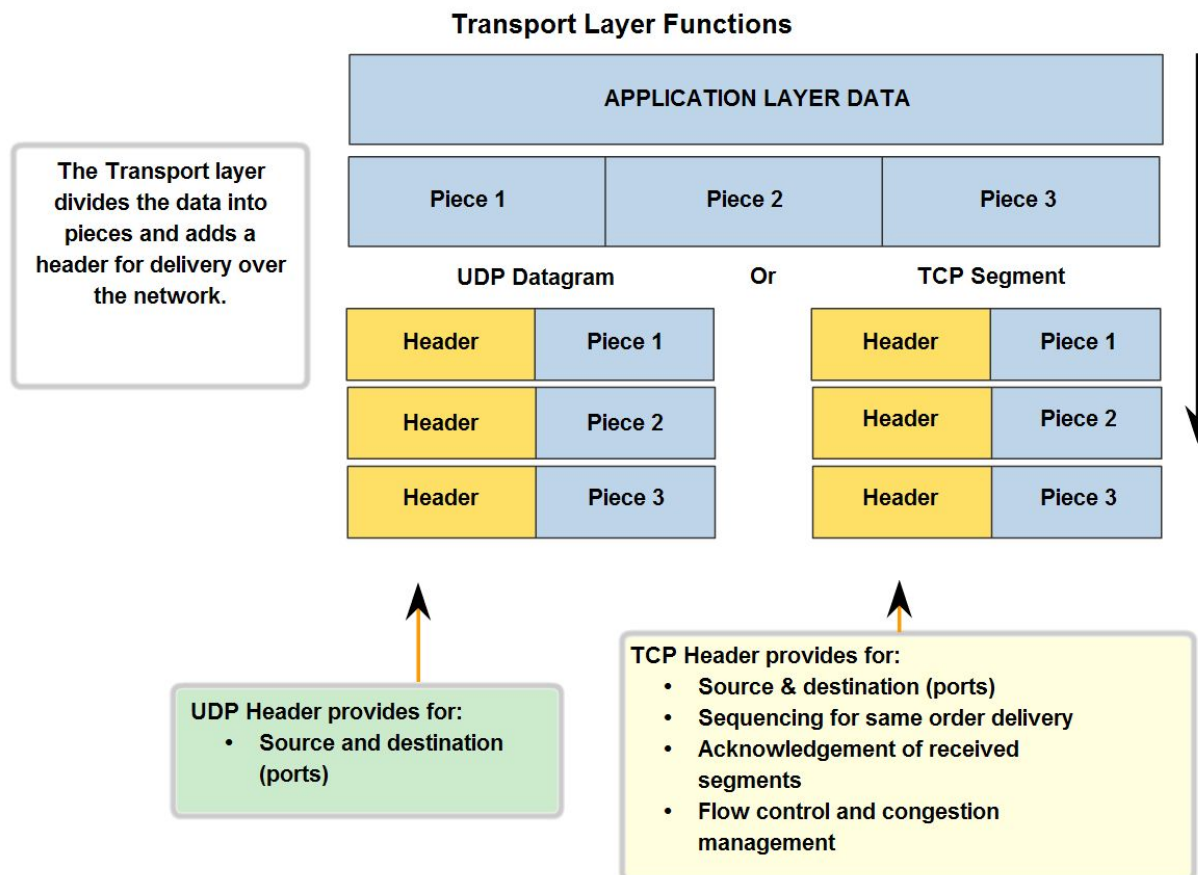 Transport Layer Functions
APPLICATION LAYER DATA
The Transport layer
divides the data into
pieces and adds a
header for delivery over
the network.
Piece 1
Piece 2
Piece 3
UDP Datagram
Or
TCP Segment
Header
Piece 1
Header
Piece 2
Header
Piece 3
Header
Piece 1
Header
Piece 2
Header
Piece 3
UDP Header provides for:
• Source and destination
(ports)
TCP Header provides for:
• Source & destination (ports)
• Sequencing for same order delivery
• Acknowledgement of received
segments
• Flow control and congestion
management